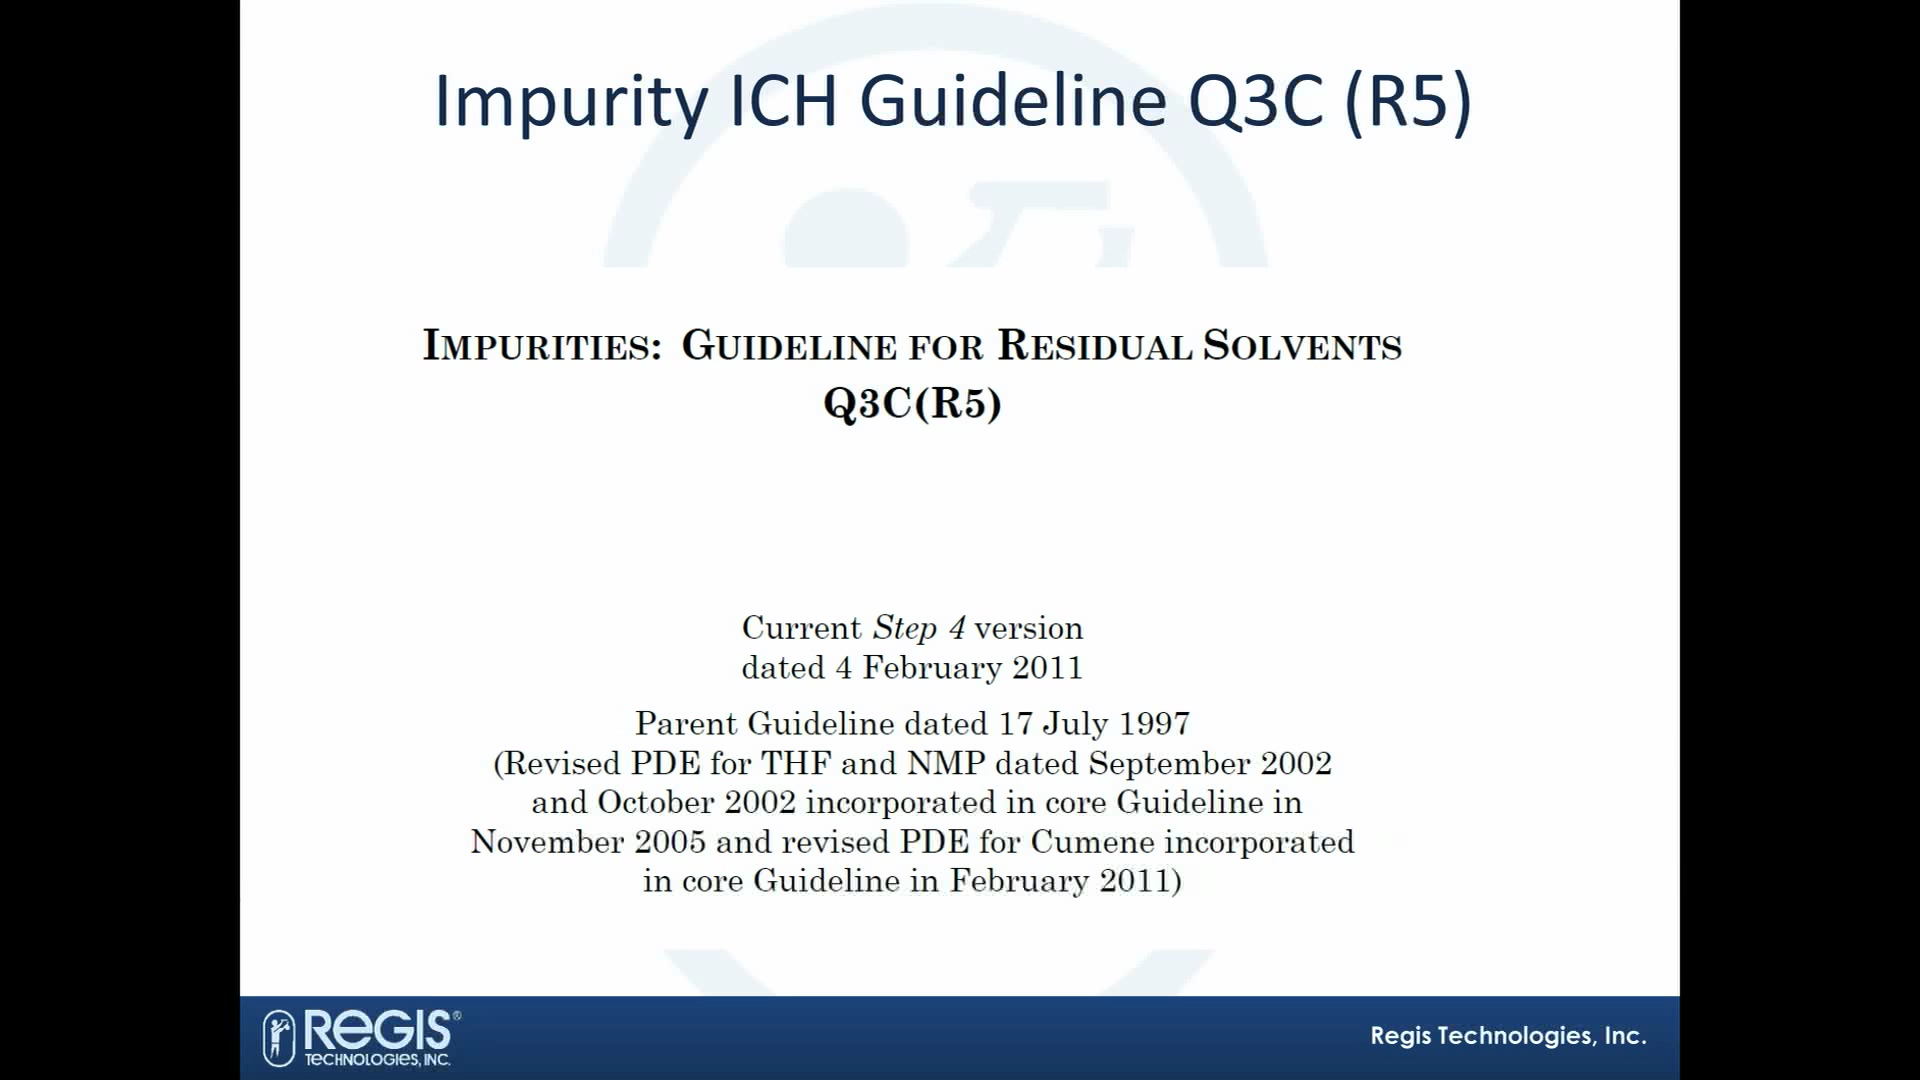 Impurity ICH Guideline Q3C (R5)
IMPURITIES: GUIDELINE FOR RESIDUAL SOLVENTS
Q3C(R5)
Current Step 4 version
dated 4 February 2011
Parent Guideline dated 17 July 1997
(Revised PDE for THF and NMP dated September 2002
and October 2002 incorporated in core Guideline in
November 2005 and revised PDE for Cumene incorporated
in core Guideline in February 2011)
REGIS®
TECHNOLOGIES, INC.
Regis Technologies, Inc.